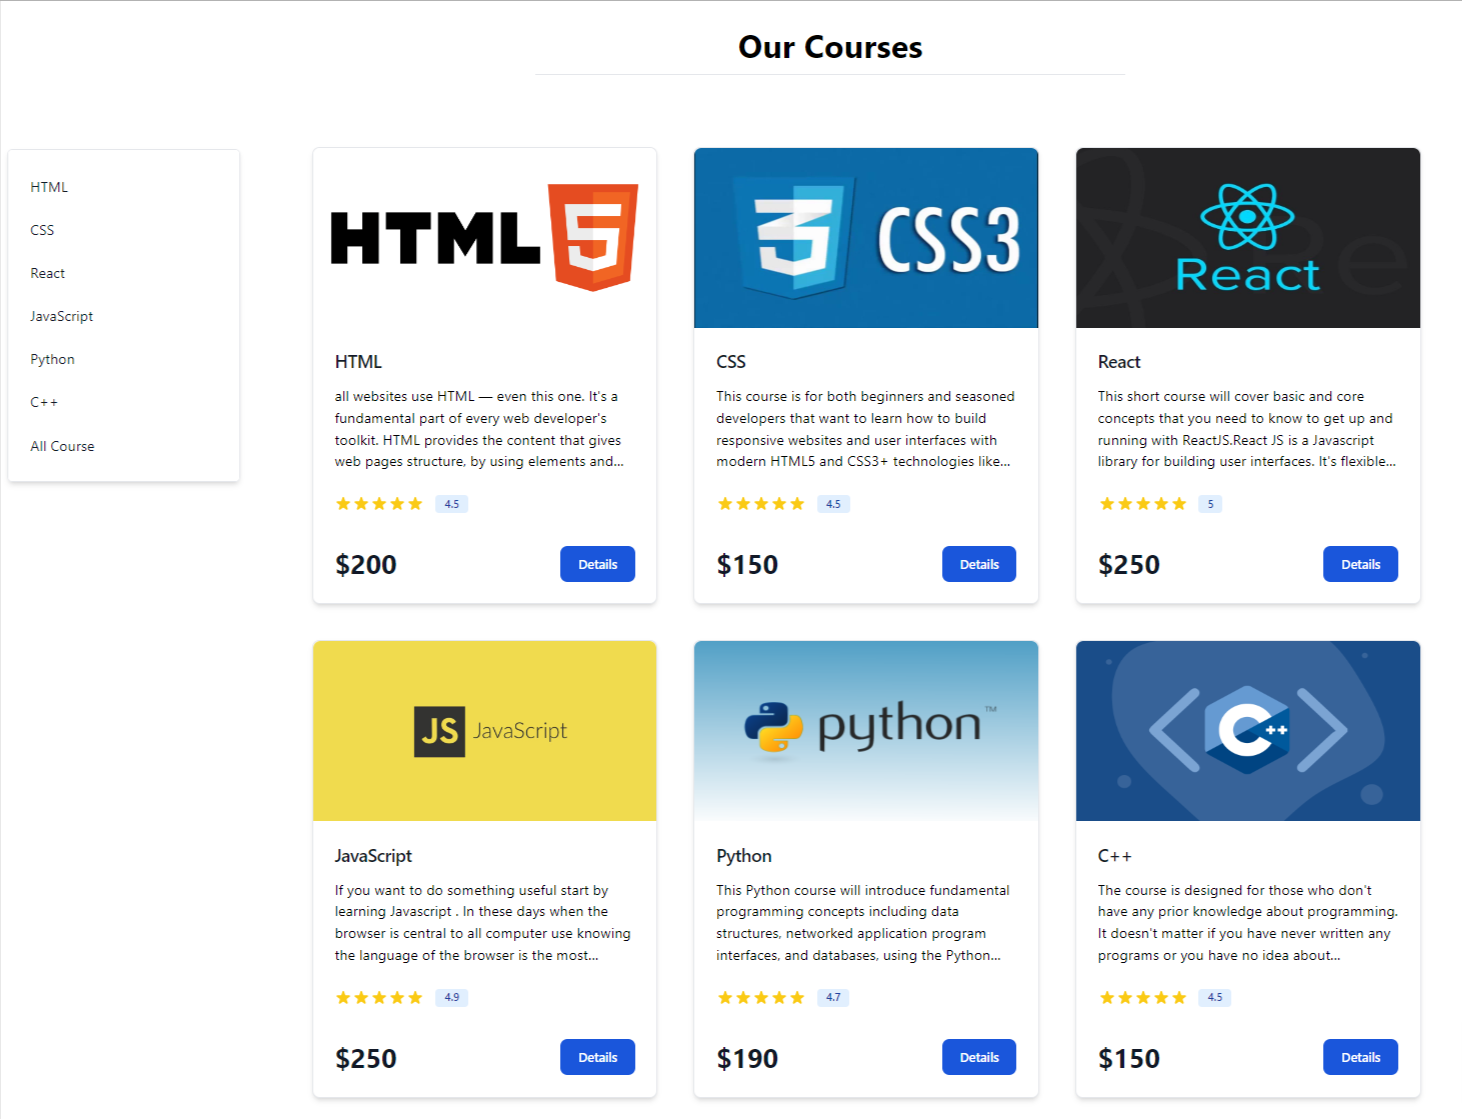 Our Courses
HTML
CSS
React
JavaScript
Python
C++
All Course
HTML
5
HTML
all websites use HTML — even this one. It's a
fundamental part of every web developer's
toolkit. HTML provides the content that gives
web pages structure, by using elements and...
4.5
$200
Details
3
CSS3
CSS
This course is for both beginners and seasoned
developers that want to learn how to build
responsive websites and user interfaces with
modern HTML5 and CSS3+ technologies like...
4.5
$150
Details
Re
React
React
This short course will cover basic and core
concepts that you need to know to get up and
running with ReactJS.React JS is a Javascript
library for building user interfaces. It's flexible...
5
$250
Details
JS JavaScript
JavaScript
If you want to do something useful start by
learning Javascript . In these days when the
browser is central to all computer use knowing
the language of the browser is the most...
4.9
$250
Details
python™
Python
This Python course will introduce fundamental
programming concepts including data
structures, networked application program
interfaces, and databases, using the Python...
4.7
$190
Details
C++
C++
The course is designed for those who don't
have any prior knowledge about programming.
It doesn't matter if you have never written any
programs or you have no idea about...
4.5
$150
Details